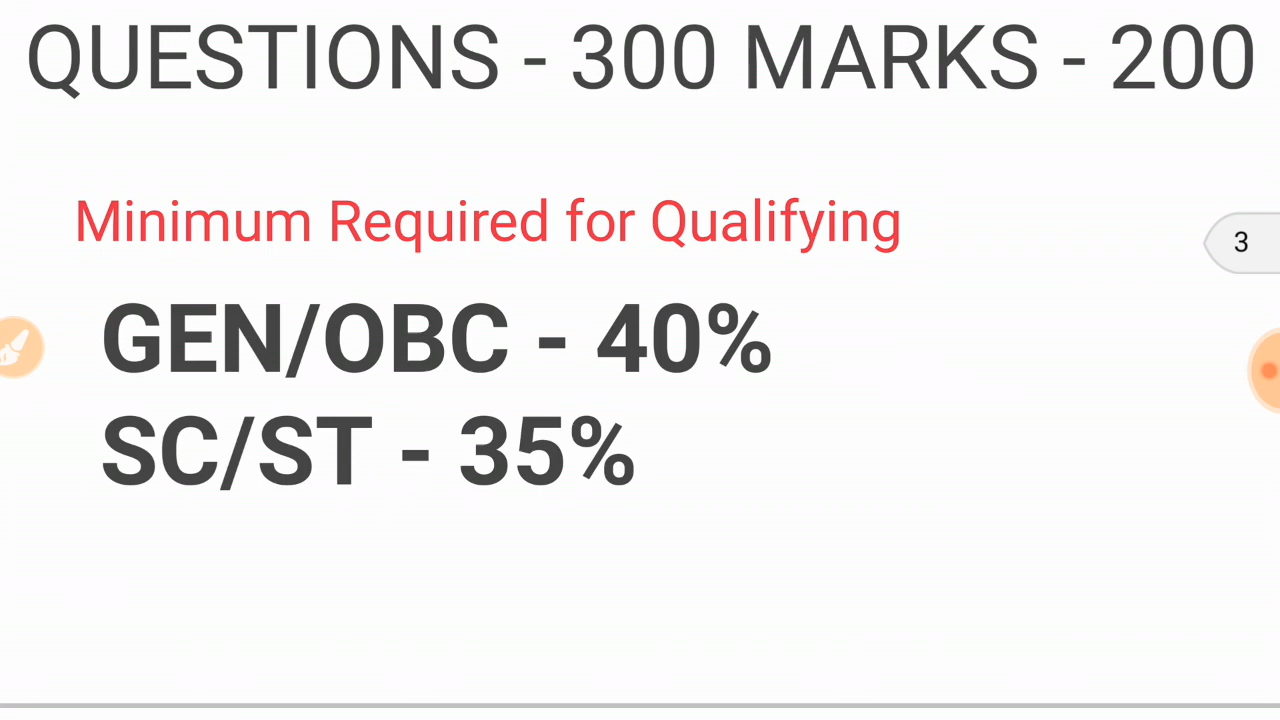 QUESTIONS - 300 MARKS - 200
Minimum Required for Qualifying
3
GEN/OBC - 40%
SC/ST - 35%